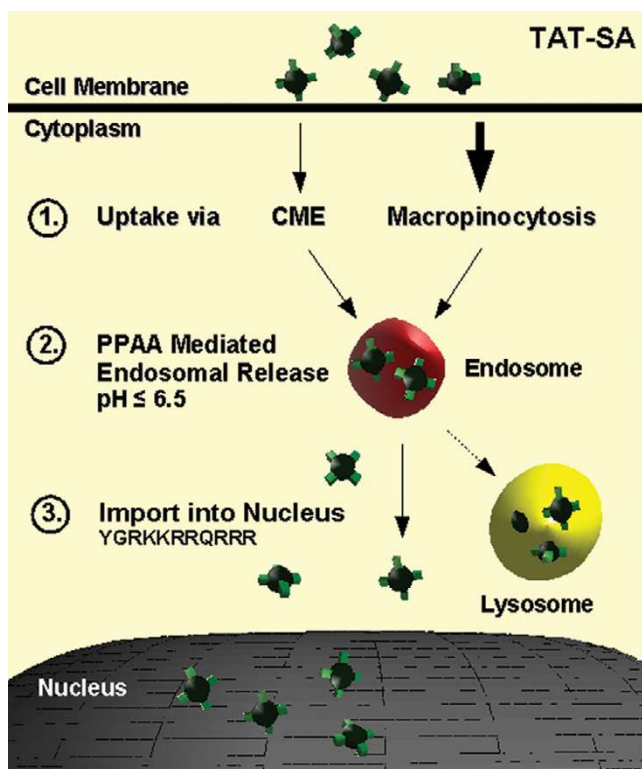 TAT-SA
Cell Membrane
Cytoplasm
1. Uptake via CME Macropinocytosis
2. PPAA Mediated
Endosomal Release
pH ≤ 6.5
Endosome
3. Import into Nucleus
YGRKKRRQRRR
Lysosome
Nucleus